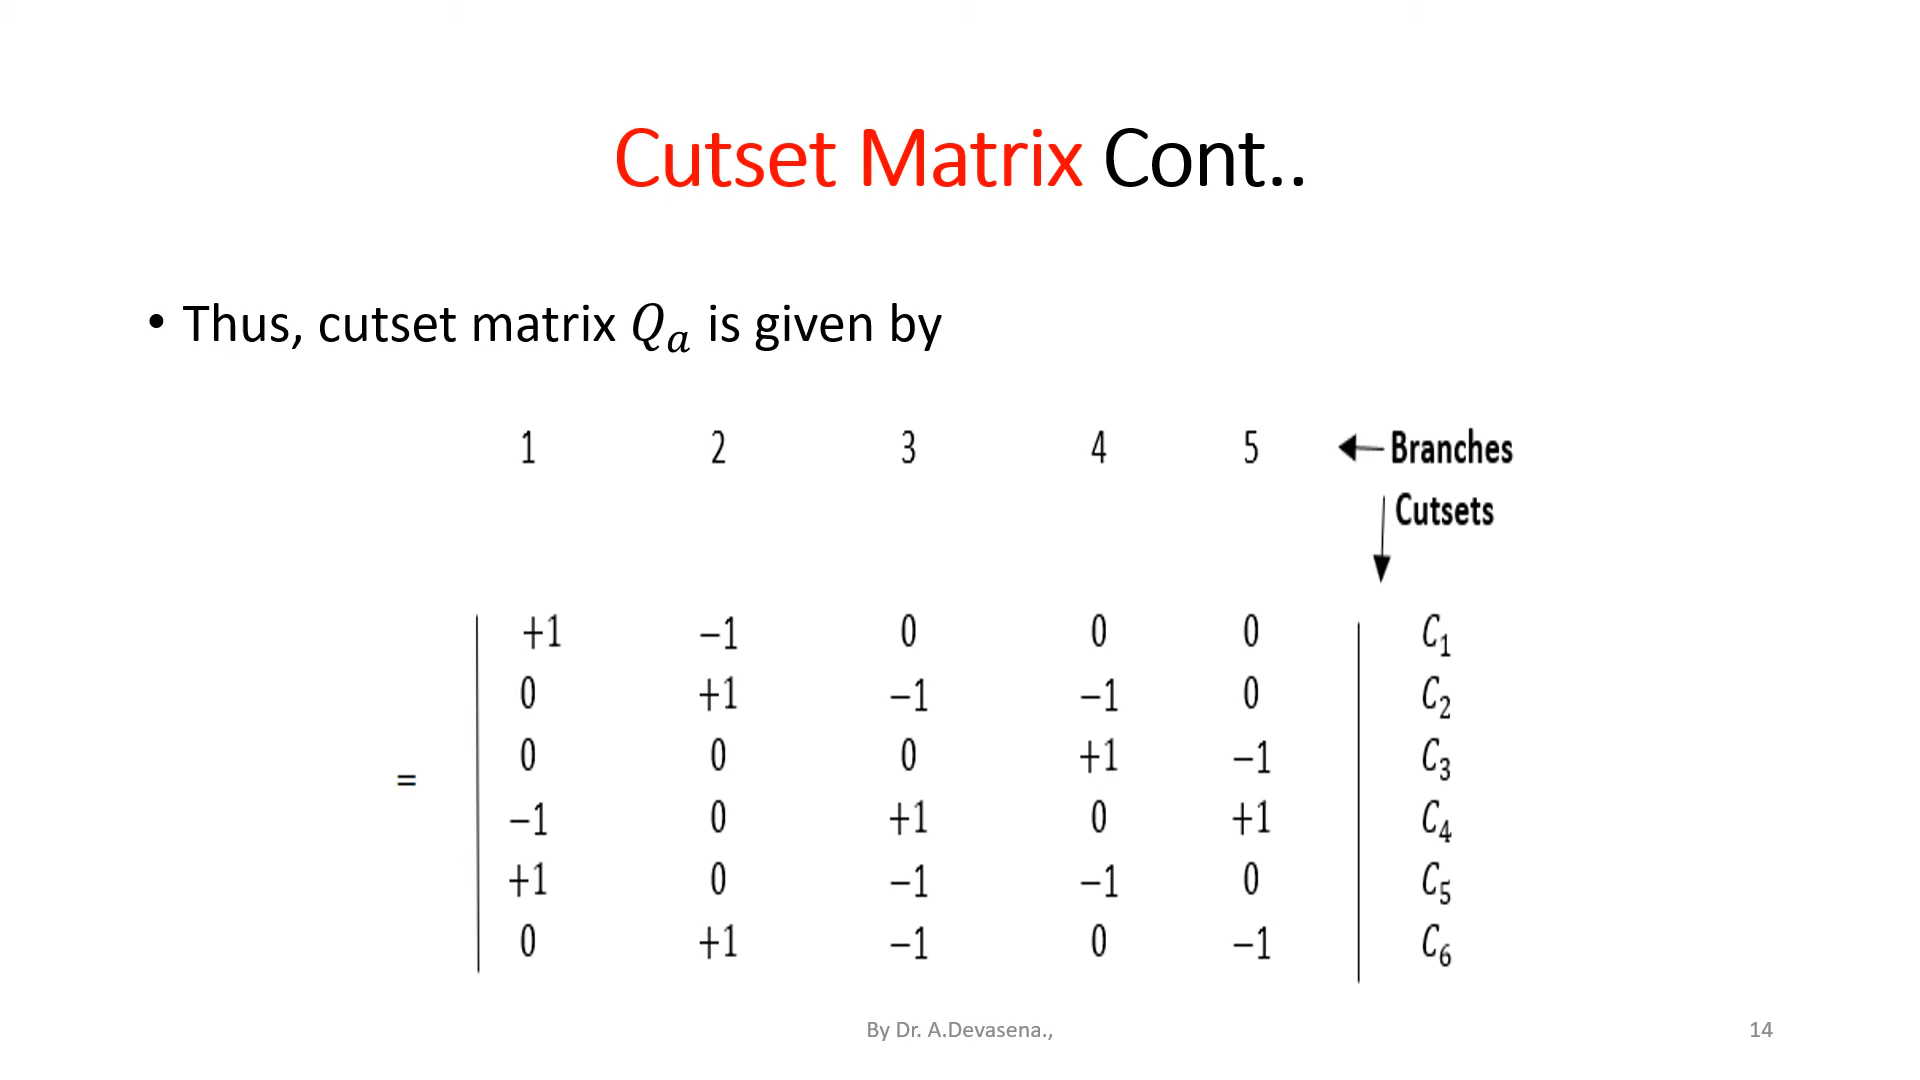 Cutset Matrix Cont..
• Thus, cutset matrix Qₐ is given by
1 2 3 4 5 ← Branches
↓ Cutsets
+1 −1 0 0 0 C₁
0 +1 −1 −1 0 C₂
0 0 0 +1 −1 C₃
=
−1 0 +1 0 +1 C₄
+1 0 −1 −1 0 C₅
0 +1 −1 0 −1 C₆
By Dr. A.Devasena.,
14